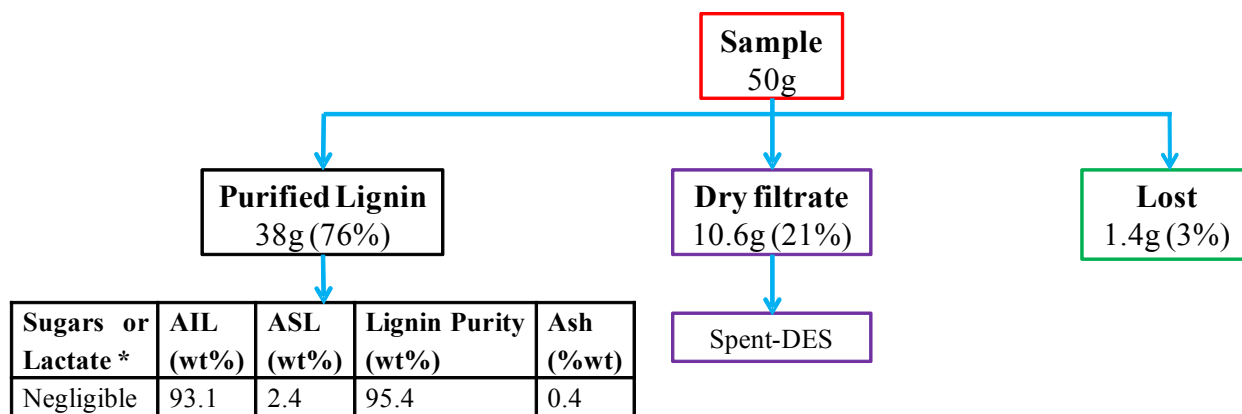 Sample
50g
Purified Lignin
38g (76%)
Dry filtrate
10.6g (21%)
Lost
1.4g (3%)
Spent-DES
Sugars or Lactate * AIL (wt%) ASL (wt%) Lignin Purity (wt%) Ash (%wt)
Negligible 93.1 2.4 95.4 0.4